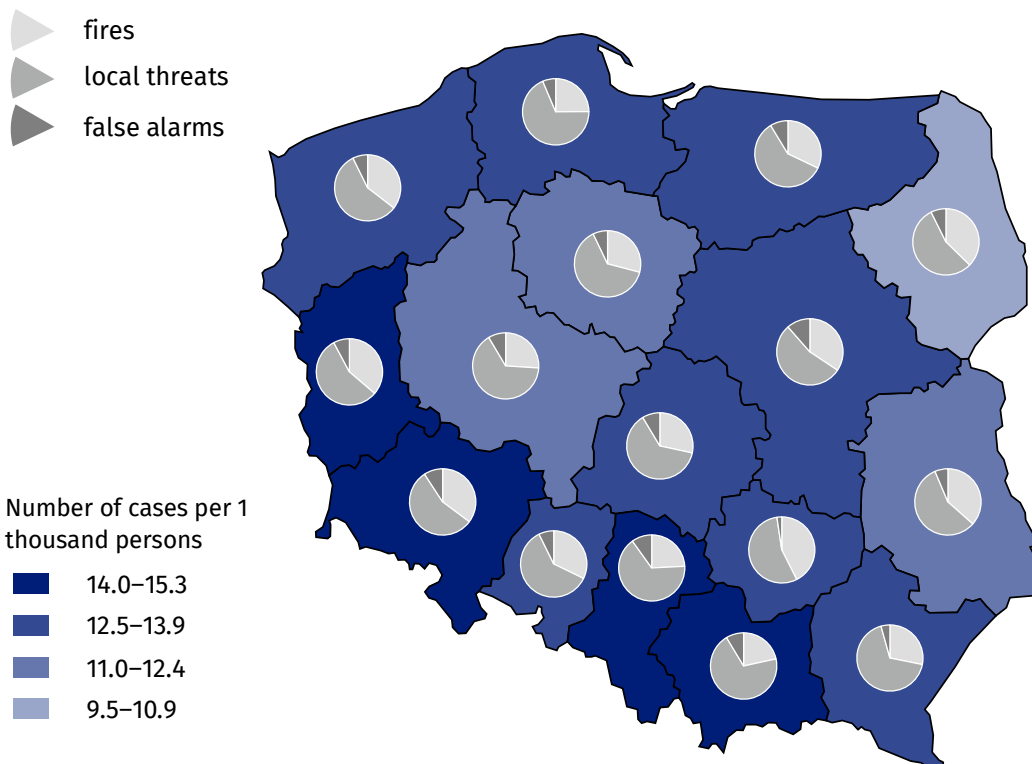 fires
local threats
false alarms
Number of cases per 1
thousand persons
14.0–15.3
12.5–13.9
11.0–12.4
9.5–10.9